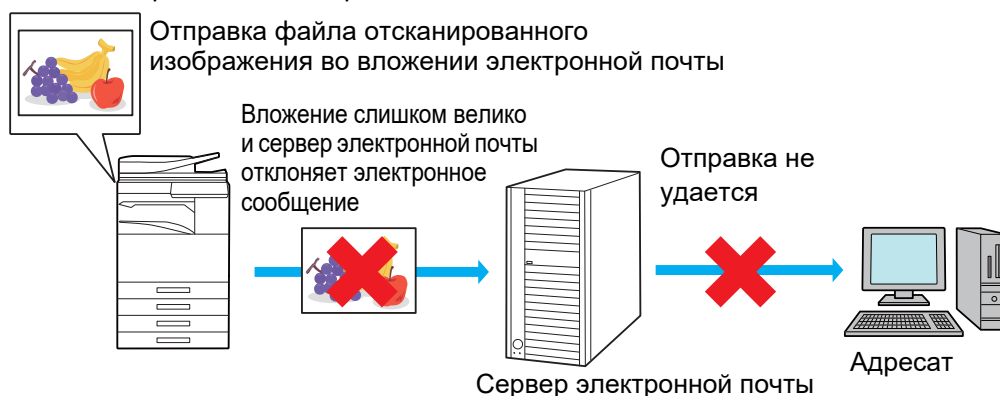 Отправка файла отсканированного
изображения во вложении электронной почты
Вложение слишком велико
и сервер электронной почты
отклоняет электронное
сообщение
Отправка не
удается
Адресат
Сервер электронной почты